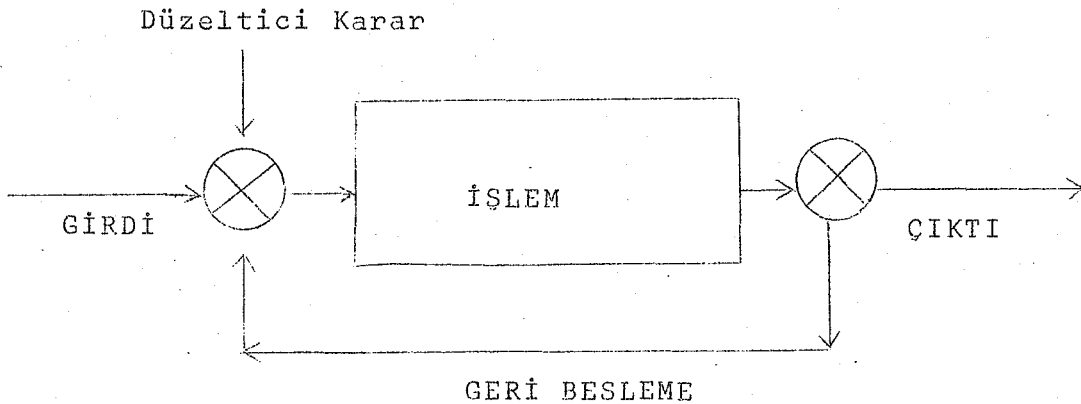 Düzeltici Karar
İŞLEM
GİRDİ
ÇIKTI
GERİ BESLEME